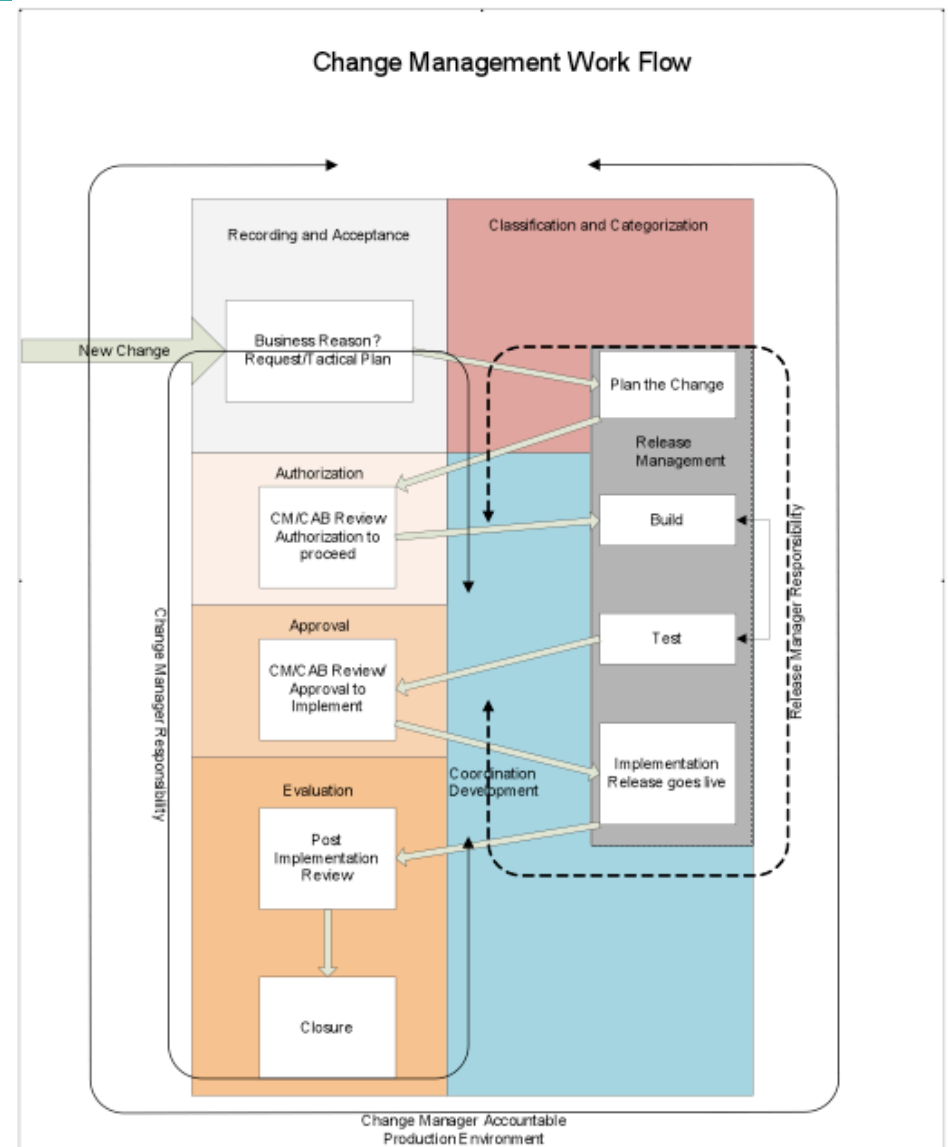 Change Management Work Flow
Recording and Acceptance
Classification and Categorization
New Change
Business Reason?
Request/Tactical Plan
Plan the Change
Release
Management
Authorization
CM/CAB Review
Authorization to
proceed
Build
Approval
CM/CAB Review/
Approval to
Implement
Test
Implementation
Release goes live
Coordination
Development
Evaluation
Post
Implementation
Review
Closure
Change Manager Responsibility
Release Manager Responsibility
Change Manager Accountable
Production Environment